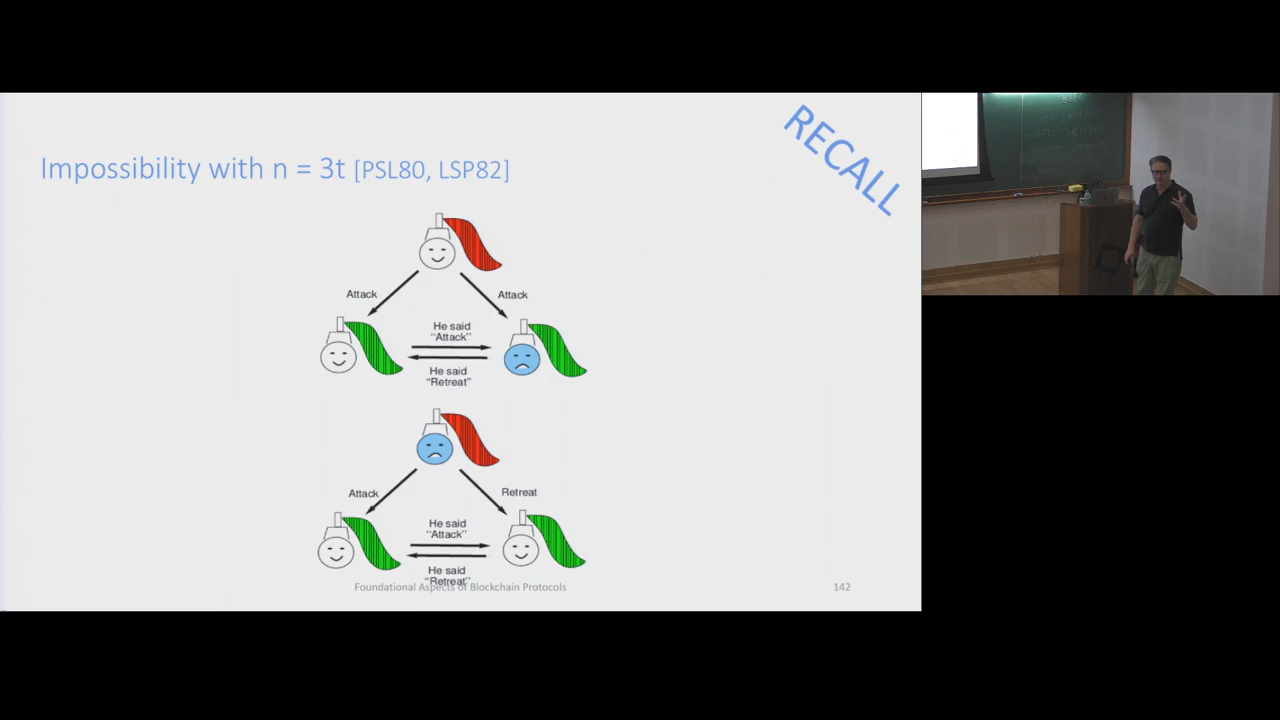 RECALL
Impossibility with n = 3t [PSL80, LSP82]
Attack
Attack
He said
"Attack"
He said
"Retreat"
Attack
Retreat
He said
"Attack"
He said
"Retreat"
Foundational Aspects of Blockchain Protocols
142